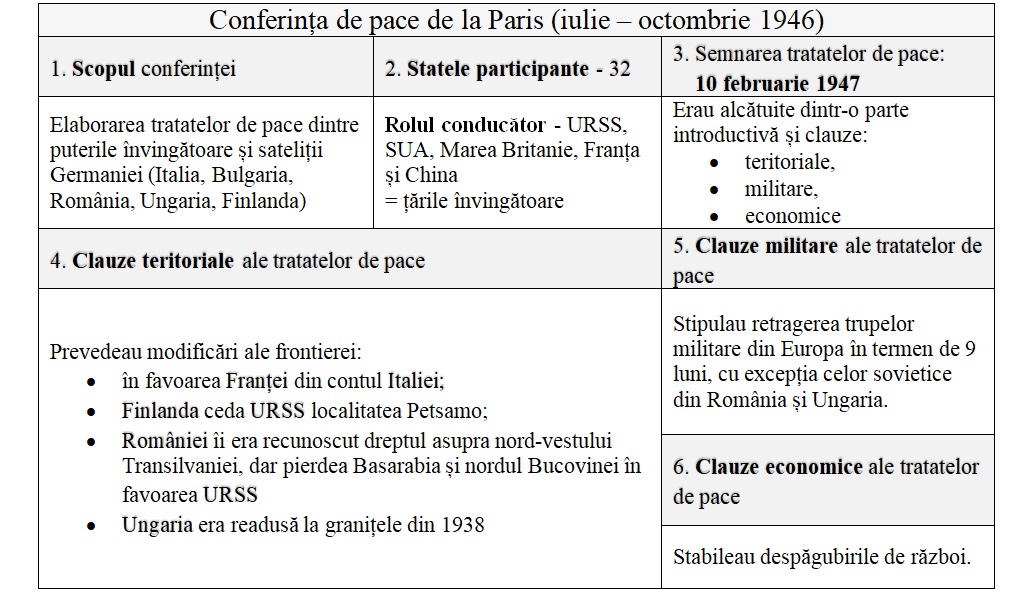 Conferința de pace de la Paris (iulie – octombrie 1946)
1. Scopul conferinței
2. Statele participante - 32
3. Semnarea tratatelor de pace:
10 februarie 1947
Elaborarea tratatelor de pace dintre
puterile învingătoare și sateliții
Germaniei (Italia, Bulgaria,
România, Ungaria, Finlanda)
Rolul conducător - URSS,
SUA, Marea Britanie, Franța
și China
= țările învingătoare
Erau alcătuite dintr-o parte
introductivă și clauze:
• teritoriale,
• militare,
• economice
4. Clauze teritoriale ale tratatelor de pace
5. Clauze militare ale tratatelor de
pace
Prevedeau modificări ale frontierei:
• în favoarea Franței din contul Italiei;
• Finlanda ceda URSS localitatea Petsamo;
• României îi era recunoscut dreptul asupra nord-vestului
Transilvaniei, dar pierdea Basarabia și nordul Bucovinei în
favoarea URSS
• Ungaria era readusă la granițele din 1938
Stipulau retragerea trupelor
militare din Europa în termen de 9
luni, cu excepția celor sovietice
din România și Ungaria.
6. Clauze economice ale tratatelor
de pace
Stabileau despăgubirile de război.